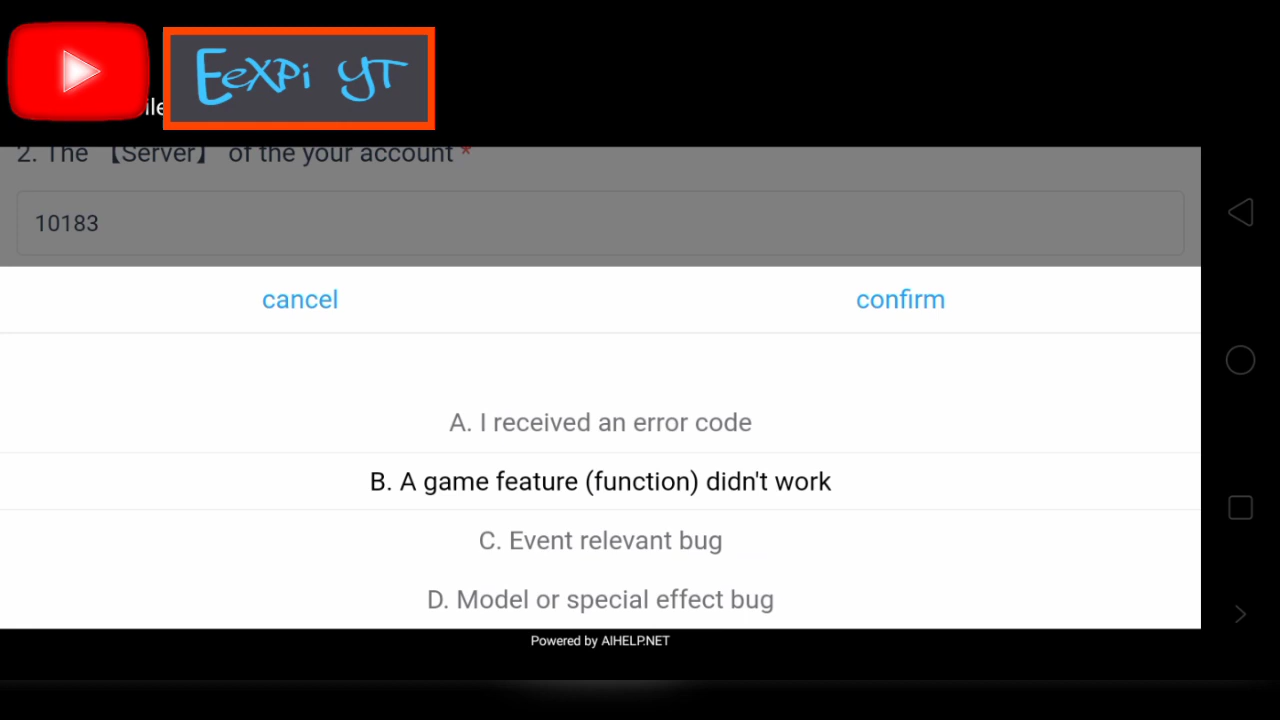 EeXPi YT
ile
2. The 【Server】 of the your account *
10183
cancel confirm
A. I received an error code
B. A game feature (function) didn't work
C. Event relevant bug
D. Model or special effect bug
Powered by AIHELP.NET